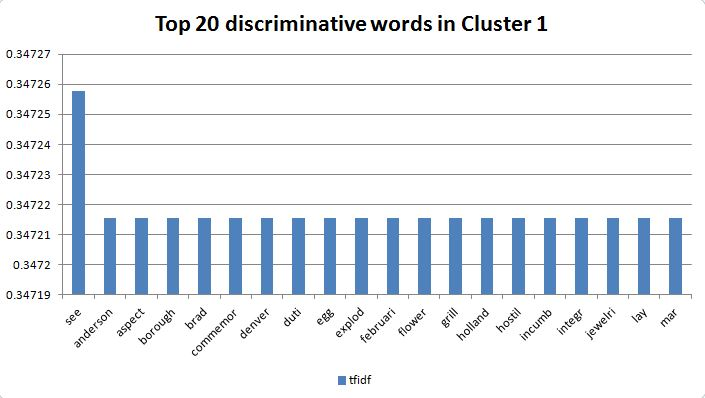 Top 20 discriminative words in Cluster 1
0.34727
0.34726
0.34725
0.34724
0.34723
0.34722
0.34721
0.3472
0.34719
see
anderson
aspect
borough
brad
commemor
denver
duti
egg
explod
februari
flower
grill
holland
hostil
incumb
integr
jewelri
lay
mar
tfidf